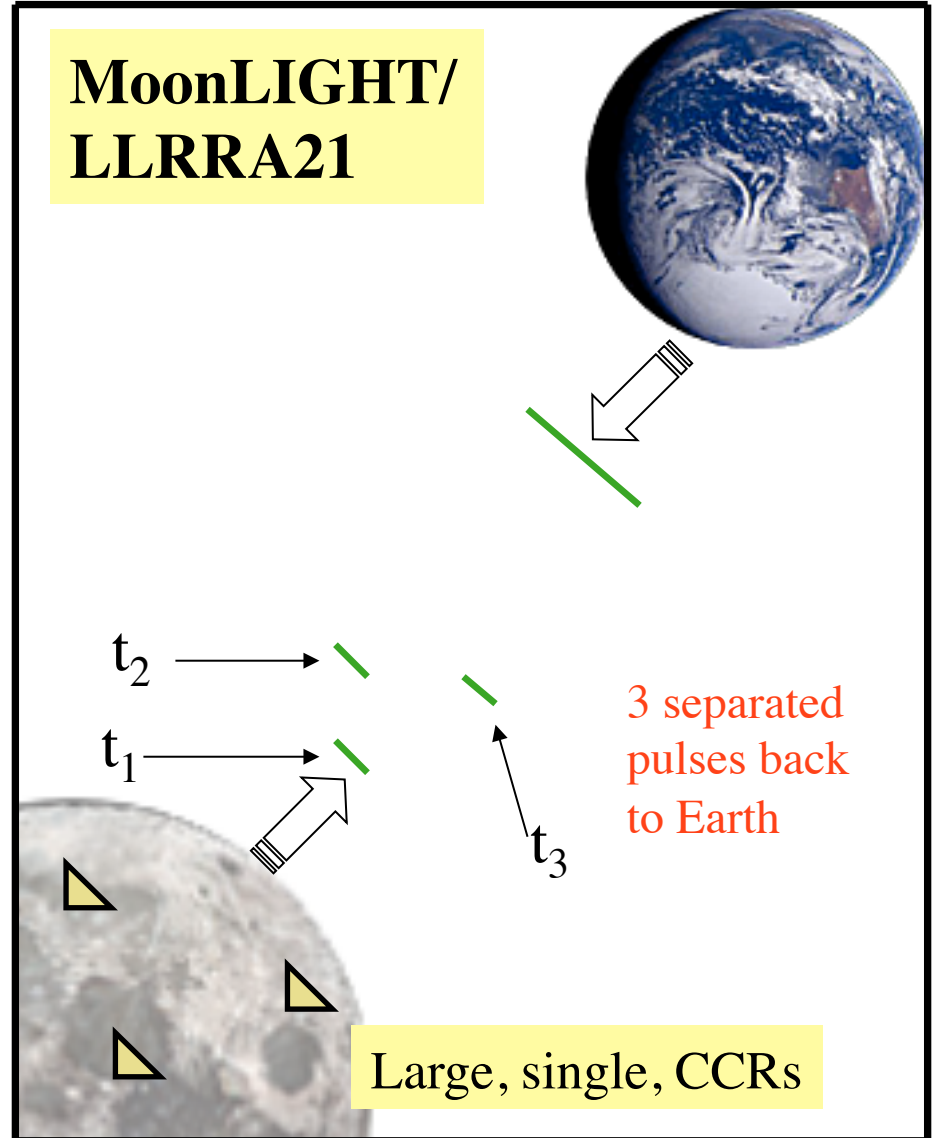 MoonLIGHT/
LLRRA21
t₂
t₁
3 separated
pulses back
to Earth
t₃
Large, single, CCRs